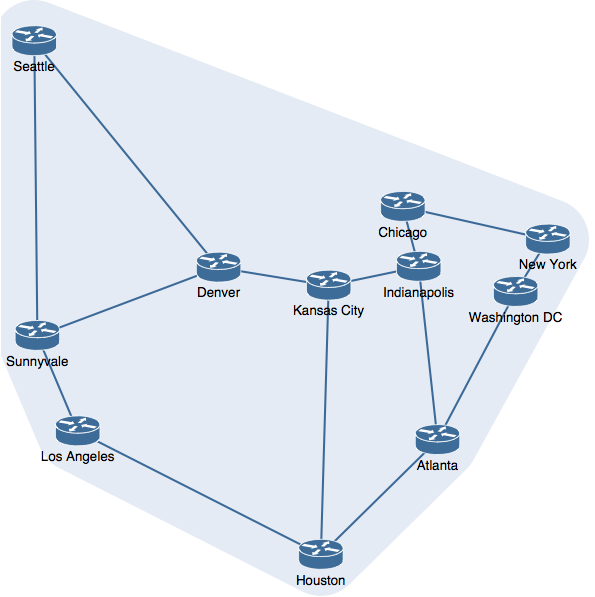 Seattle
Chicago
New York
Denver
Indianapolis
Kansas City
Washington DC
Sunnyvale
Los Angeles
Atlanta
Houston